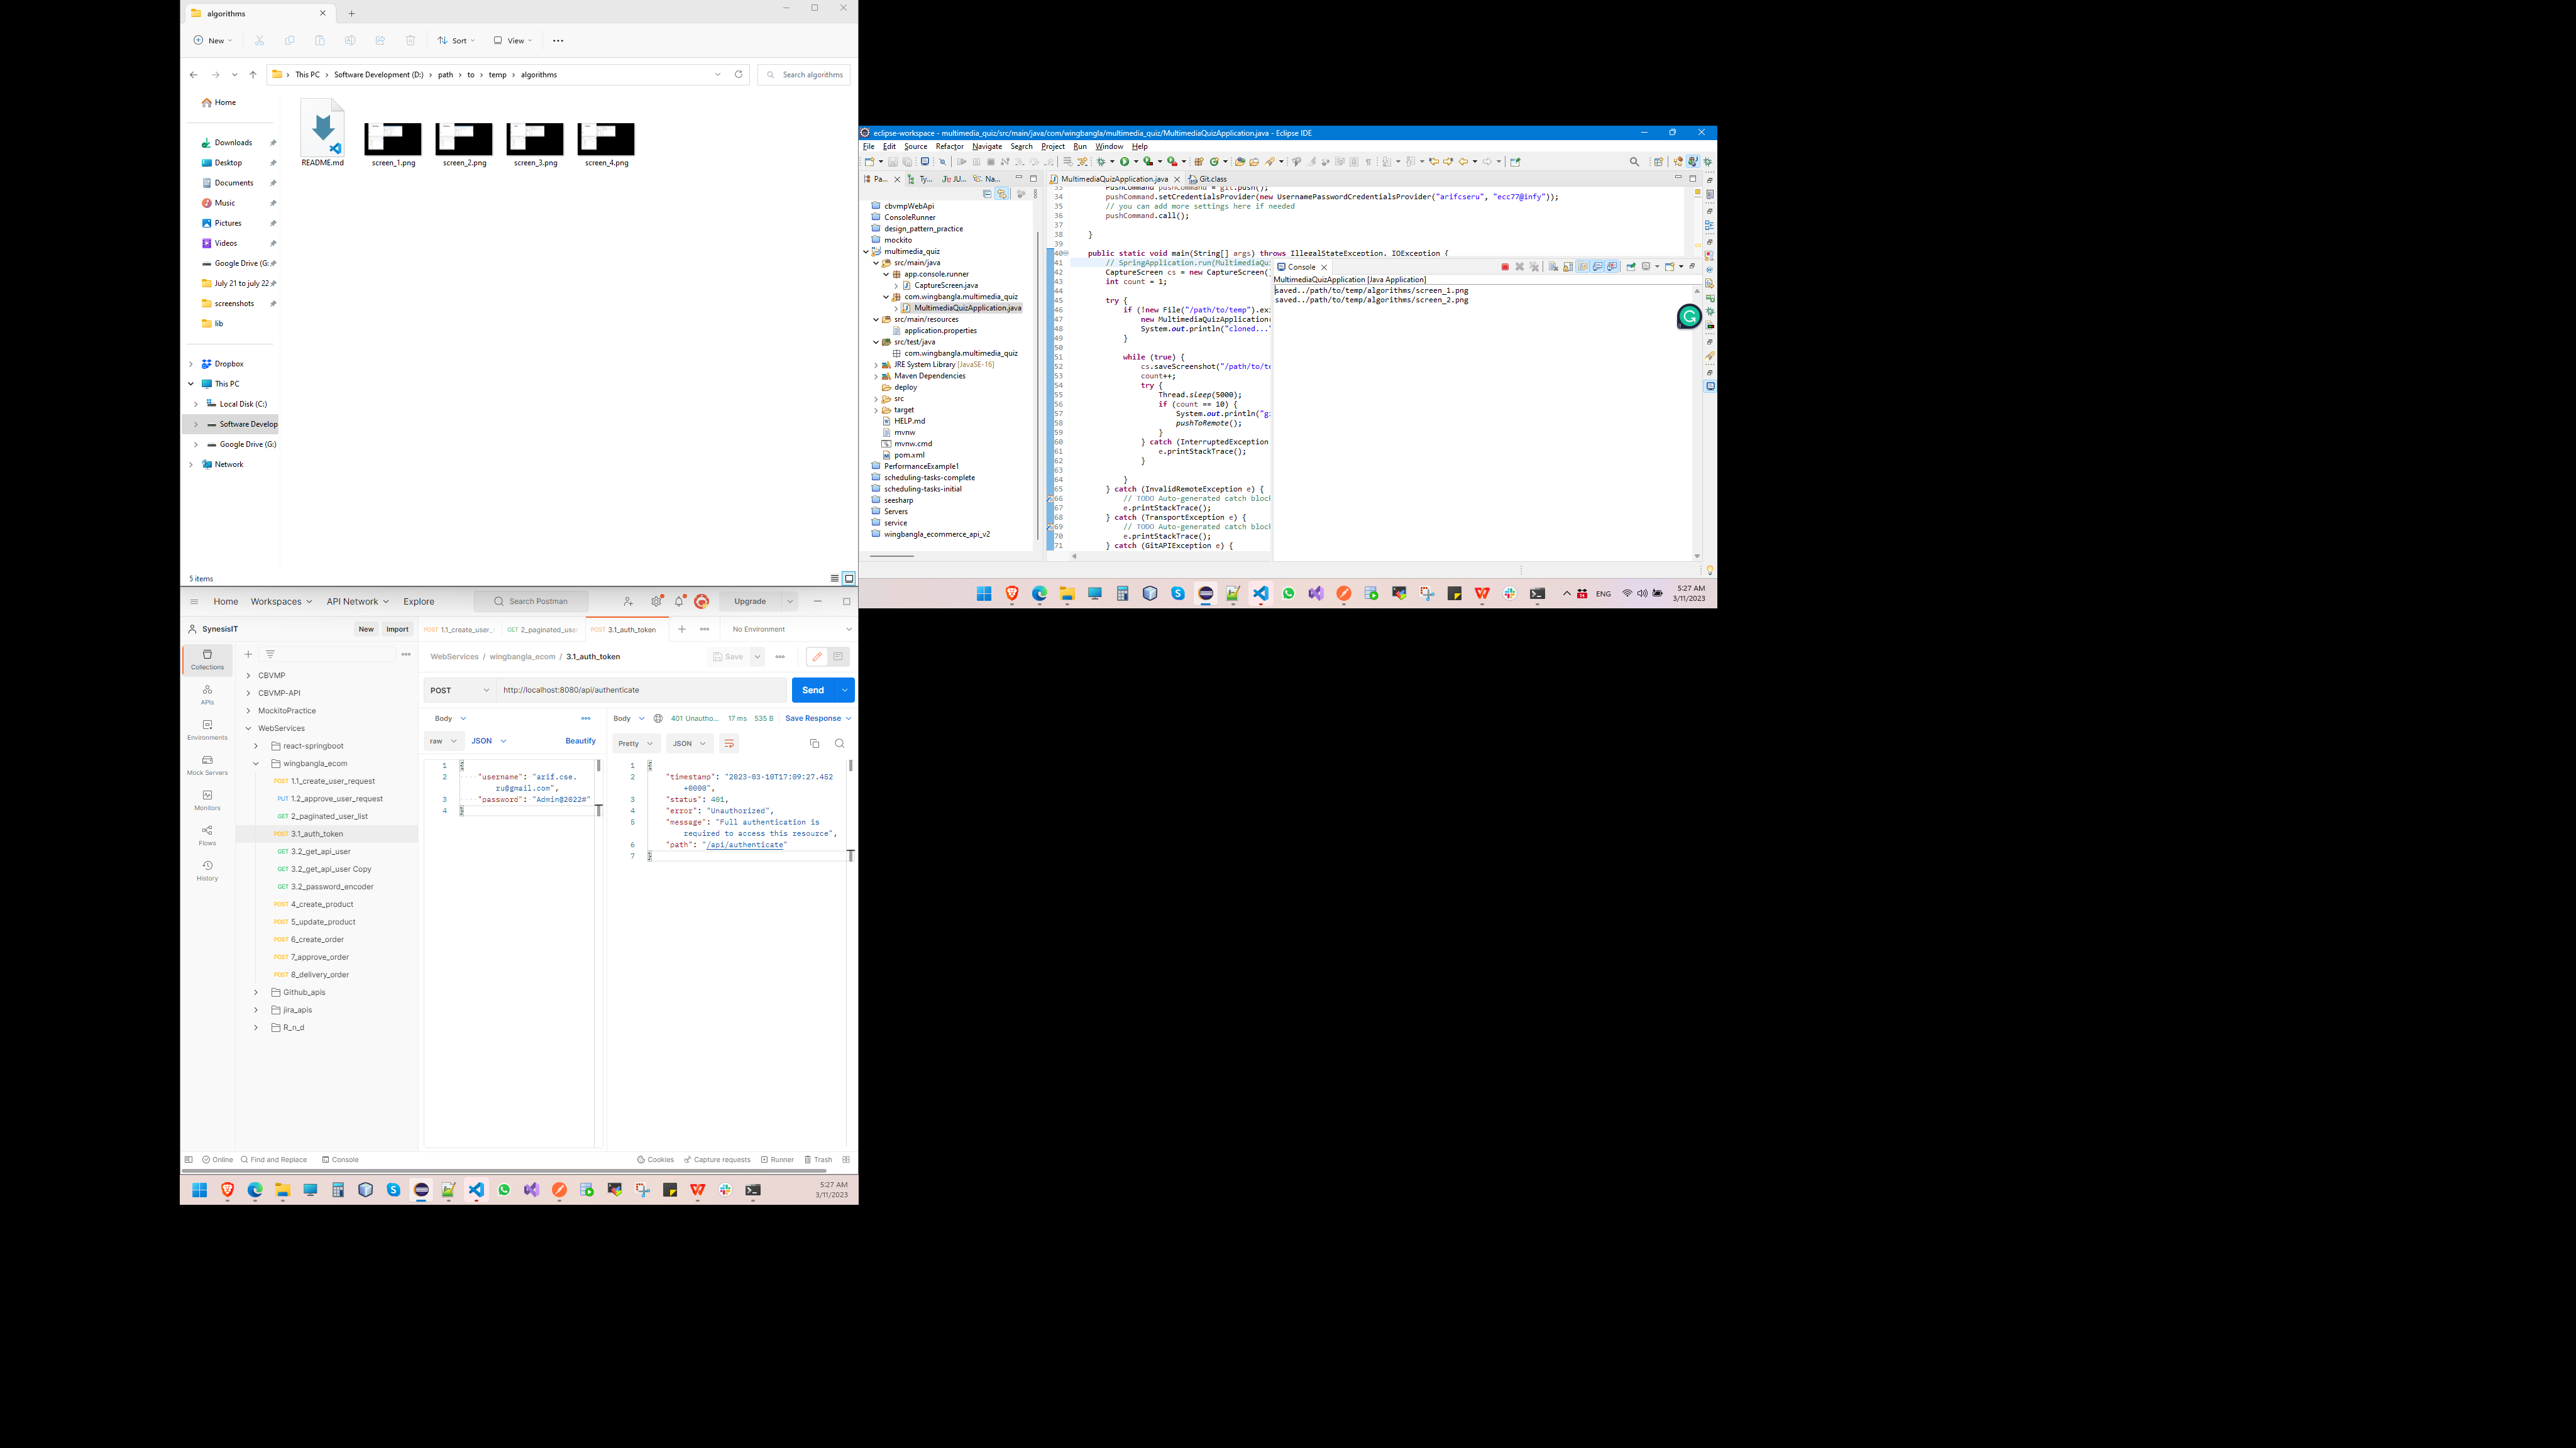 algorithms
New
Sort
View
This PC
Software Development (D:)
path
to
temp
algorithms
Search algorithms
Home
Downloads
Desktop
Documents
Music
Pictures
Videos
Google Drive (G:
July 21 to july 22
screenshots
lib
Dropbox
This PC
Local Disk (C:)
Software Develop
Google Drive (G:)
Network
README.md
screen_1.png
screen_2.png
screen_3.png
screen_4.png
5 items
eclipse-workspace - multimedia_quiz/src/main/java/com/wingbangla/multimedia_quiz/MultimediaQuizApplication.java - Eclipse IDE
File Edit Source Refactor Navigate Search Project Run Window Help
Pa...
Ty...
JU...
Na...
cbvmpWebApi
ConsoleRunner
design_pattern_practice
mockito
multimedia_quiz
src/main/java
app.console.runner
CaptureScreen.java
com.wingbangla.multimedia_quiz
MultimediaQuizApplication.java
src/main/resources
application.properties
src/test/java
com.wingbangla.multimedia_quiz
JRE System Library [JavaSE-16]
Maven Dependencies
deploy
src
target
HELP.md
mvnw
mvnw.cmd
pom.xml
PerformanceExample1
scheduling-tasks-complete
scheduling-tasks-initial
seesharp
Servers
service
wingbangla_ecommerce_api_v2
MultimediaQuizApplication.java
Git.class
33 PushCommand pushCommand = git.push();
34 pushCommand.setCredentialsProvider(new UsernamePasswordCredentialsProvider("arifcseru", "ecc77@infy"));
35 // you can add more settings here if needed
36 pushCommand.call();
37
38 }
39
40 public static void main(String[] args) throws IllegalStateException, IOException {
41 // SpringApplication.run(MultimediaQui
42 CaptureScreen cs = new CaptureScreen()
43 int count = 1;
44
45 try {
46 if (!new File("/path/to/temp").exi
47 new MultimediaQuizApplication(
48 System.out.println("cloned..."
49 }
50
51 while (true) {
52 cs.saveScreenshot("/path/to/te
53 count++;
54 try {
55 Thread.sleep(5000);
56 if (count == 10) {
57 System.out.println("gi
58 pushToRemote();
59 }
60 } catch (InterruptedException
61 e.printStackTrace();
62 }
63
64 }
65 } catch (InvalidRemoteException e) {
66 // TODO Auto-generated catch block
67 e.printStackTrace();
68 } catch (TransportException e) {
69 // TODO Auto-generated catch block
70 e.printStackTrace();
71 } catch (GitAPIException e) {
Console
MultimediaQuizApplication [Java Application]
saved../path/to/temp/algorithms/screen_1.png
saved../path/to/temp/algorithms/screen_2.png
ENG
5:27 AM
3/11/2023
Home
Workspaces
API Network
Explore
Search Postman
Upgrade
SynesisIT
New
Import
POST 1.1_create_user_
GET 2_paginated_use
POST 3.1_auth_token
No Environment
Collections
APIs
Environments
Mock Servers
Monitors
Flows
History
CBVMP
CBVMP-API
MockitoPractice
WebServices
react-springboot
wingbangla_ecom
POST 1.1_create_user_request
PUT 1.2_approve_user_request
GET 2_paginated_user_list
POST 3.1_auth_token
GET 3.2_get_api_user
GET 3.2_get_api_user Copy
GET 3.2_password_encoder
POST 4_create_product
POST 5_update_product
POST 6_create_order
POST 7_approve_order
POST 8_delivery_order
Github_apis
jira_apis
R_n_d
WebServices / wingbangla_ecom / 3.1_auth_token
Save
POST
http://localhost:8080/api/authenticate
Send
Body
raw
JSON
Beautify
1 {
2 "username": "arif.cse.
ru@gmail.com",
3 "password": "Admin@2022#"
4 }
Body
401 Unautho...
17 ms
535 B
Save Response
Pretty
JSON
1 {
2 "timestamp": "2023-03-10T17:09:27.452
+0000",
3 "status": 401,
4 "error": "Unauthorized",
5 "message": "Full authentication is
required to access this resource",
6 "path": "/api/authenticate"
7 }
Online
Find and Replace
Console
Cookies
Capture requests
Runner
Trash
5:27 AM
3/11/2023